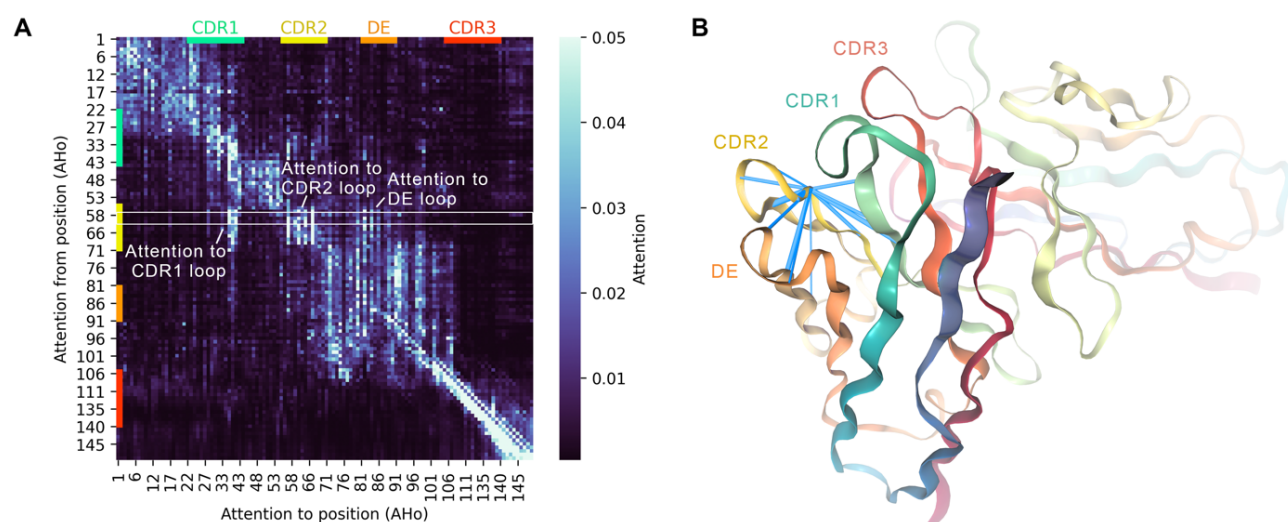 A
CDR1
CDR2
DE
CDR3
1
6
12
17
22
27
33
43
48
53
58
66
71
76
81
86
91
96
101
106
111
135
140
145
Attention from position (AHo)
Attention to
CDR2 loop
Attention to
DE loop
Attention to
CDR1 loop
1
6
12
17
22
27
33
43
48
53
58
66
71
76
81
86
91
96
101
106
111
135
140
145
Attention to position (AHo)
0.05
0.04
0.03
0.02
0.01
Attention
B
CDR3
CDR1
CDR2
DE